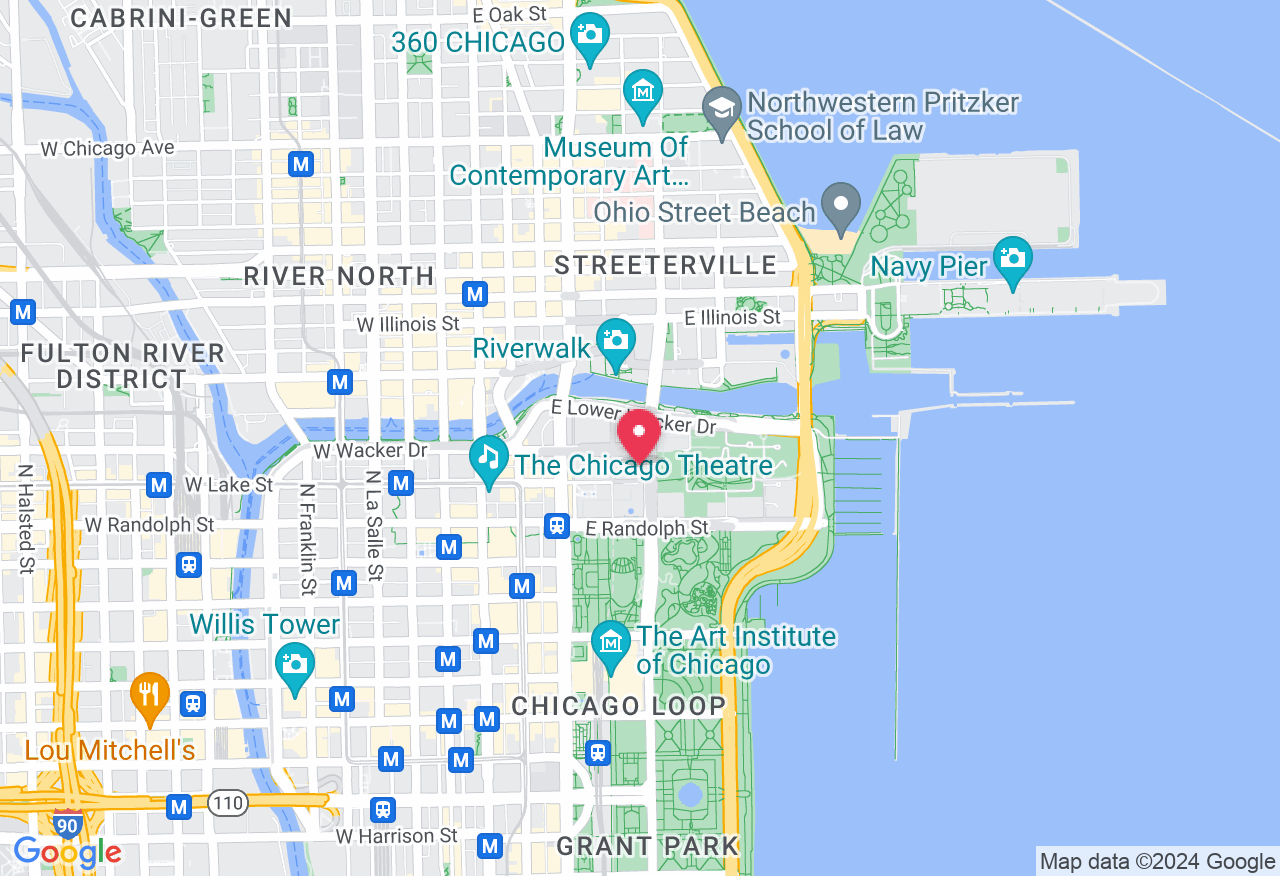 CABRINI-GREEN
E Oak St
360 CHICAGO
Northwestern Pritzker
School of Law
W Chicago Ave
M
Museum Of
Contemporary Art...
Ohio Street Beach
STREETERVILLE
RIVER NORTH
Navy Pier
M
M
W Illinois St
E Illinois St
Riverwalk
FULTON RIVER
DISTRICT
M
E Lower Wacker Dr
W Wacker Dr
The Chicago Theatre
N Halsted St
M
W Lake St
N Franklin St
N La Salle St
M
W Randolph St
E Randolph St
M
M
M
Willis Tower
M
The Art Institute
of Chicago
M
M
CHICAGO LOOP
M
M
Lou Mitchell's
M
M
M
110
90
W Harrison St
M
GRANT PARK
Google
Map data ©2024 Google